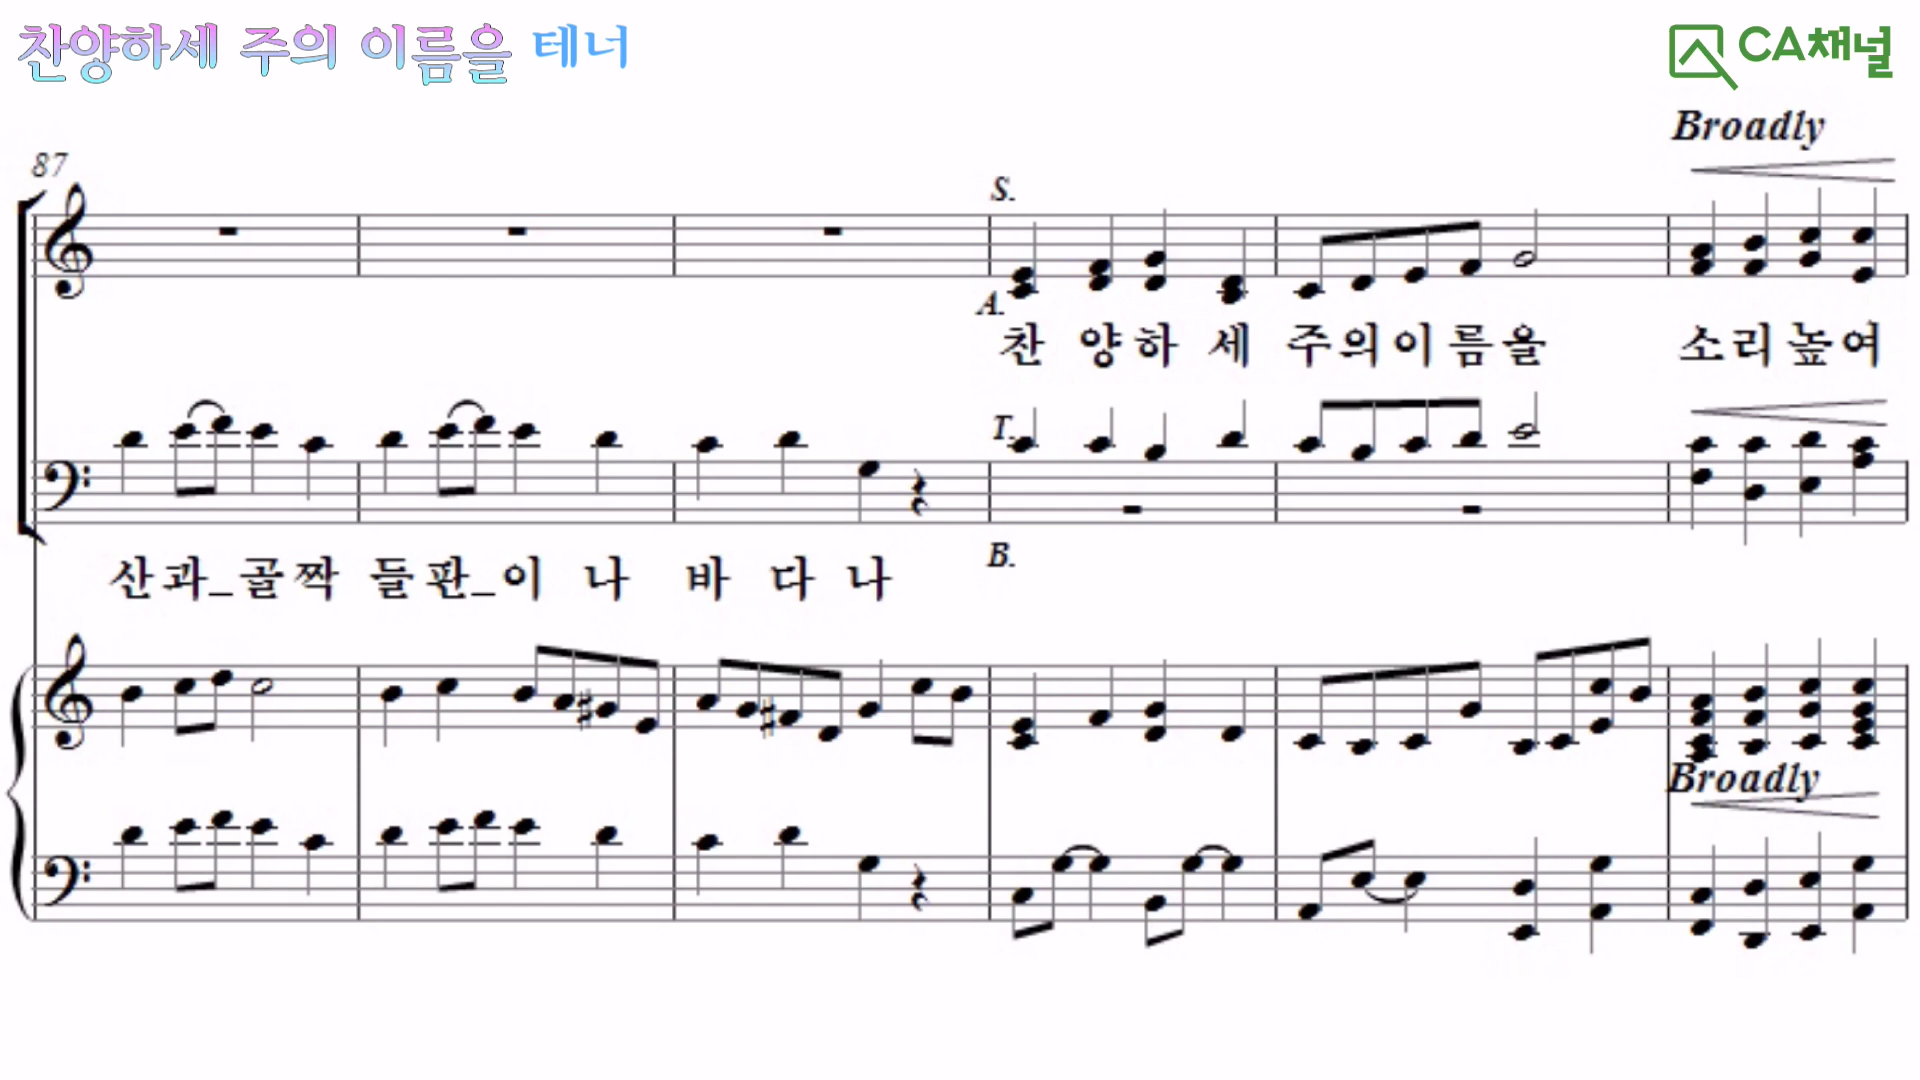 찬양하세 주의 이름을 테너
CA채널
Broadly
87
S.
A.
찬 양하 세 주의이름을 소리높여
T.
B.
산과_골짝 들판_이 나 바 다 나
Broadly